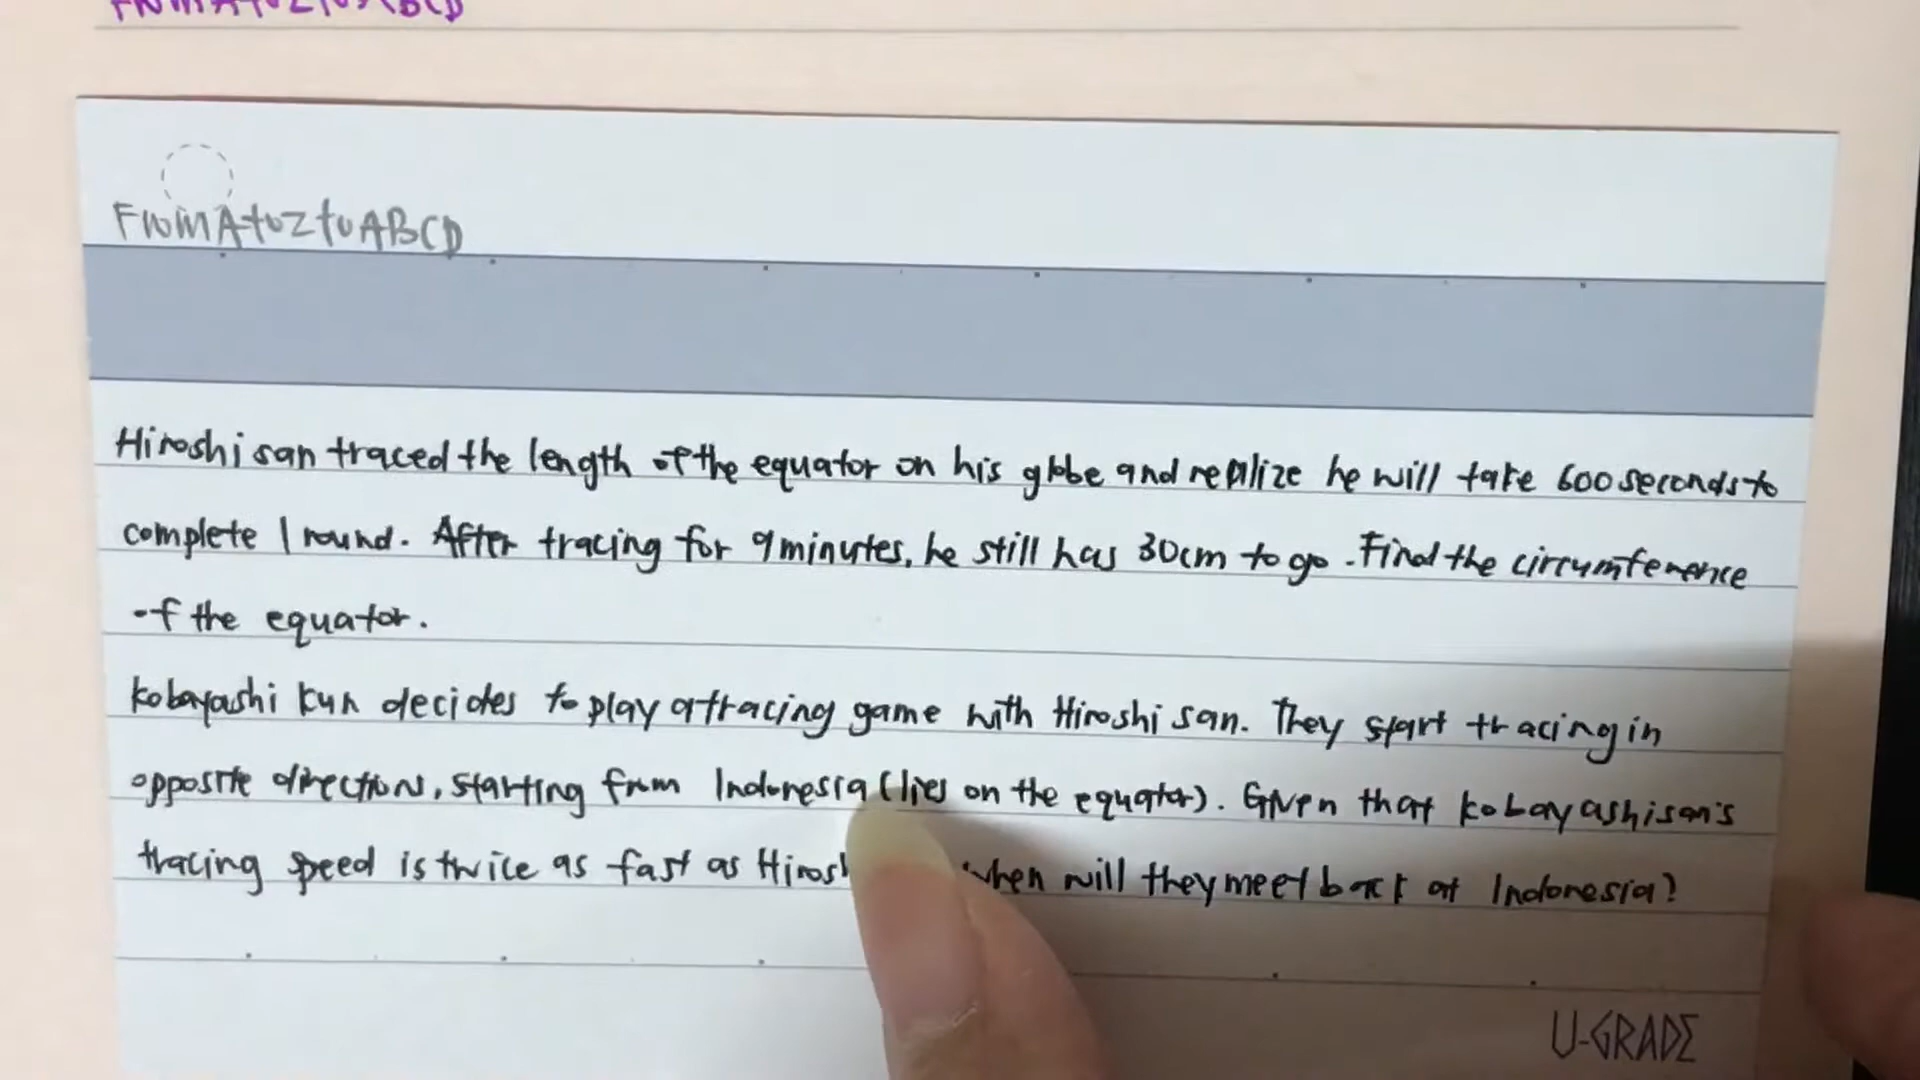 FromAtoZtoABCD
FromAtoZtoABCD
Hiroshi san traced the length of the equator on his globe and realize he will take 600 seconds to
complete 1 round. After tracing for 9 minutes, he still has 30cm to go. Find the circumference
of the equator.
Kobayashi kun decides to play a tracing game with Hiroshi san. They start tracing in
opposite directions, starting from Indonesia (lies on the equator). Given that Kobayashi san's
tracing speed is twice as fast as when will they meet back at Indonesia?
U-GRADE